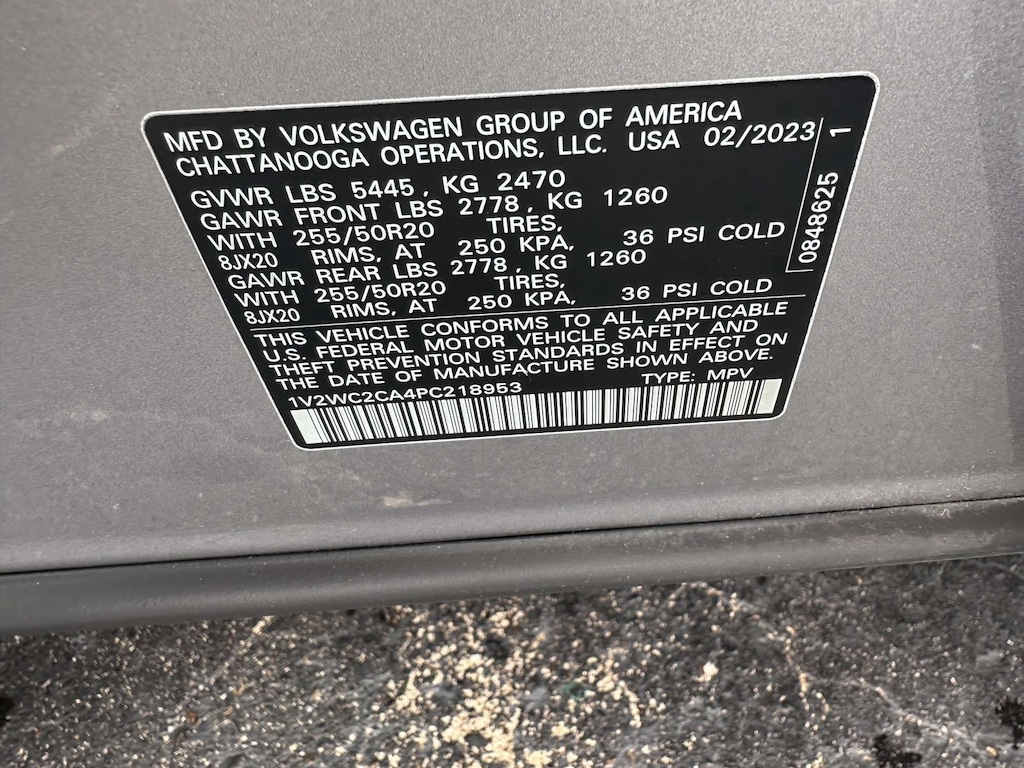 MFD BY VOLKSWAGEN GROUP OF AMERICA
CHATTANOOGA OPERATIONS, LLC. USA 02/2023
GVWR LBS 5445, KG 2470
GAWR FRONT LBS 2778, KG 1260
WITH 255/50R20 TIRES,
8JX20 RIMS, AT 250 KPA, 36 PSI COLD
GAWR REAR LBS 2778, KG 1260
WITH 255/50R20 TIRES,
8JX20 RIMS, AT 250 KPA, 36 PSI COLD
THIS VEHICLE CONFORMS TO ALL APPLICABLE
U.S. FEDERAL MOTOR VEHICLE SAFETY AND
THEFT PREVENTION STANDARDS IN EFFECT ON
THE DATE OF MANUFACTURE SHOWN ABOVE.
1V2WC2CA4PC218953 TYPE: MPV
0848625 1